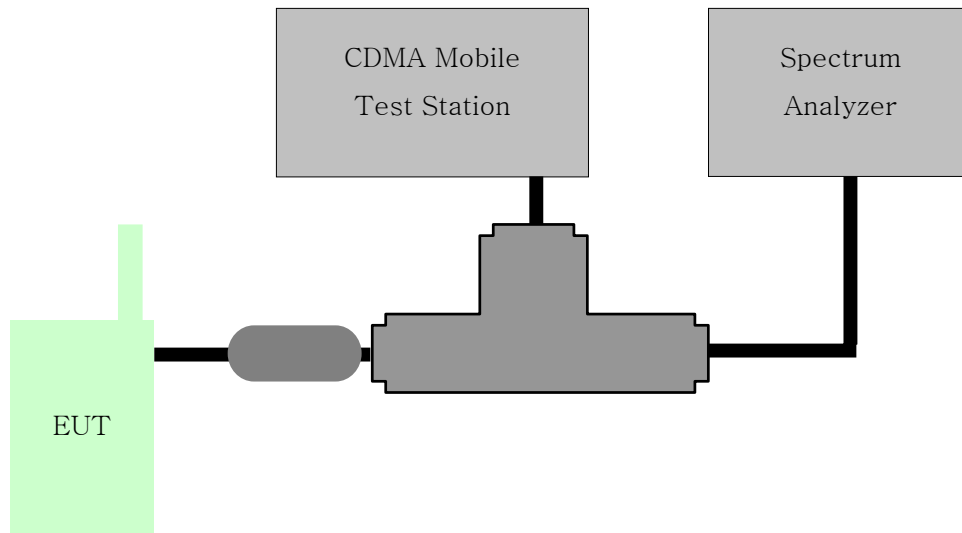 CDMA Mobile
Test Station
Spectrum
Analyzer
EUT